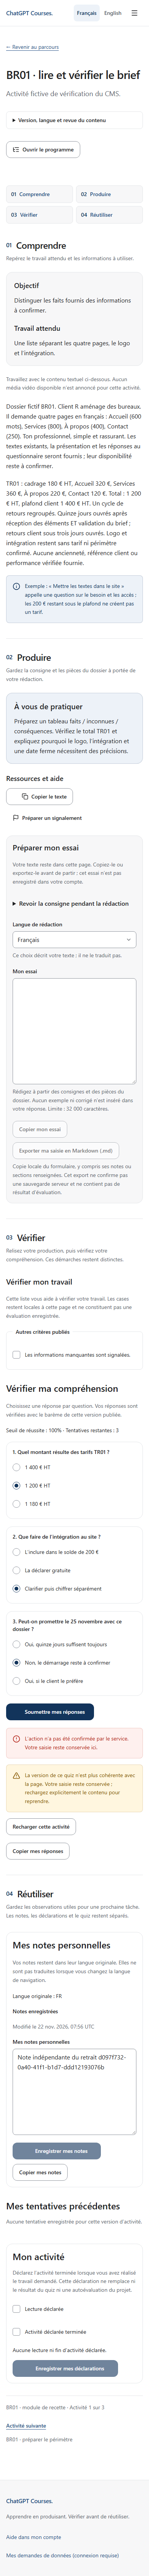 ChatGPT Courses.
Français
English
← Revenir au parcours
BR01 · lire et vérifier le brief
Activité fictive de vérification du CMS.
Version, langue et revue du contenu
Ouvrir le programme
01 Comprendre
02 Produire
03 Vérifier
04 Réutiliser
01 Comprendre
Repérez le travail attendu et les informations à utiliser.
Objectif
Distinguer les faits fournis des informations
à confirmer.
Travail attendu
Une liste séparant les quatre pages, le logo
et l'intégration.
Travaillez avec le contenu textuel ci-dessous. Aucun
média vidéo disponible n'est annoncé pour cette activité.
Dossier fictif BR01. Client R aménage des bureaux.
Il demande quatre pages en français : Accueil (600
mots), Services (800), À propos (400), Contact
(250). Ton professionnel, simple et rassurant. Les
textes existants, la présentation et les réponses au
questionnaire seront fournis ; leur disponibilité
reste à confirmer.
TR01 : cadrage 180 € HT, Accueil 320 €, Services
360 €, À propos 220 €, Contact 120 €. Total : 1 200
€ HT, plafond client 1 400 € HT. Un cycle de
retours regroupés. Quinze jours ouvrés après
réception des éléments ET validation du brief ;
retours client sous trois jours ouvrés. Logo et
intégration restent sans tarif ni périmètre
confirmé. Aucune ancienneté, référence client ou
performance vérifiée fournie.
Exemple : « Mettre les textes dans le site »
appelle une question sur le besoin et les accès ;
les 200 € restant sous le plafond ne créent pas
un tarif.
02 Produire
Gardez la consigne et les pièces du dossier à portée de
votre rédaction.
À vous de pratiquer
Préparez un tableau faits / inconnues /
conséquences. Vérifiez le total TR01 et
expliquez pourquoi le logo, l'intégration et
une date ferme nécessitent des précisions.
Ressources et aide
Copier le texte
Préparer un signalement
Préparer mon essai
Votre texte reste dans cette page. Copiez-le ou
exportez-le avant de partir ; cet essai n'est pas
enregistré dans votre compte.
Revoir la consigne pendant la rédaction
Langue de rédaction
Français
Ce choix décrit votre texte ; il ne le traduit pas.
Mon essai
Rédigez à partir des consignes et des pièces du
dossier. Aucun exemple ni corrigé n'est inséré dans
votre réponse. Limite : 32 000 caractères.
Copier mon essai
Exporter ma saisie en Markdown (.md)
Copie locale du formulaire, y compris ses notes ou
sections renseignées. Cet export ne confirme pas
une sauvegarde serveur et ne contient pas de
résultat d'évaluation.
03 Vérifier
Relisez votre production, puis vérifiez votre
compréhension. Ces démarches restent distinctes.
Vérifier mon travail
Cette liste vous aide à vérifier votre travail. Les cases
restent locales à cette page et ne constituent pas une
évaluation enregistrée.
Autres critères publiés
Les informations manquantes sont signalées.
Vérifier ma compréhension
Choisissez une réponse par question. Vos réponses sont
vérifiées avec le barème de cette version publiée.
Seuil de réussite : 100% · Tentatives restantes : 3
1. Quel montant résulte des tarifs TR01 ?
1 400 € HT
1 200 € HT
1 180 € HT
2. Que faire de l'intégration au site ?
L'inclure dans le solde de 200 €
La déclarer gratuite
Clarifier puis chiffrer séparément
3. Peut-on promettre le 25 novembre avec ce
dossier ?
Oui, quinze jours suffisent toujours
Non, le démarrage reste à confirmer
Oui, si le client le préfère
Soumettre mes réponses
L'action n'a pas été confirmée par le service.
Votre saisie reste conservée ici.
La version de ce quiz n'est plus cohérente avec
la page. Votre saisie reste conservée :
rechargez explicitement le contenu pour
reprendre.
Recharger cette activité
Copier mes réponses
04 Réutiliser
Gardez les observations utiles pour une prochaine tâche.
Les notes, les déclarations et le quiz restent séparés.
Mes notes personnelles
Vos notes restent dans leur langue originale. Elles ne
sont pas traduites lorsque vous changez la langue
de navigation.
Langue originale : FR
Notes enregistrées
Modifié le 22 nov. 2026, 07:56 UTC
Mes notes personnelles
Note indépendante du retrait d097f732-
0a40-41f1-b1d7-ddd12193076b
Enregistrer mes notes
Copier mes notes
Mes tentatives précédentes
Aucune tentative enregistrée pour cette version d'activité.
Mon activité
Déclarez l'activité terminée lorsque vous avez réalisé
le travail demandé. Cette déclaration ne remplace ni
le résultat du quiz ni une autoévaluation du projet.
Lecture déclarée
Activité déclarée terminée
Aucune lecture ni fin d'activité déclarée.
Enregistrer mes déclarations
BR01 · module de recette · Activité 1 sur 3
Activité suivante
BR01 · préparer le périmètre
ChatGPT Courses.
Apprendre en produisant. Vérifier avant de réutiliser.
Aide dans mon compte
Mes demandes de données (connexion requise)